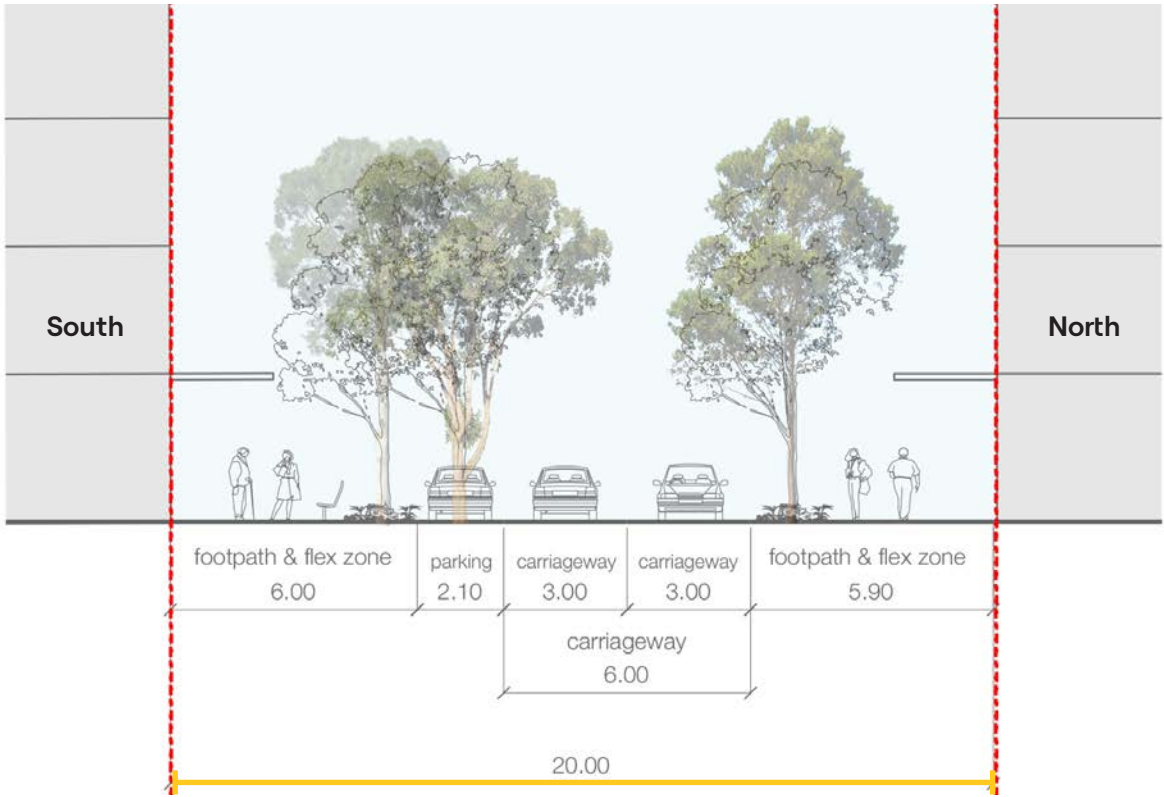 South
North
footpath & flex zone
6.00
parking
2.10
carriageway
3.00
carriageway
3.00
footpath & flex zone
5.90
carriageway
6.00
20.00